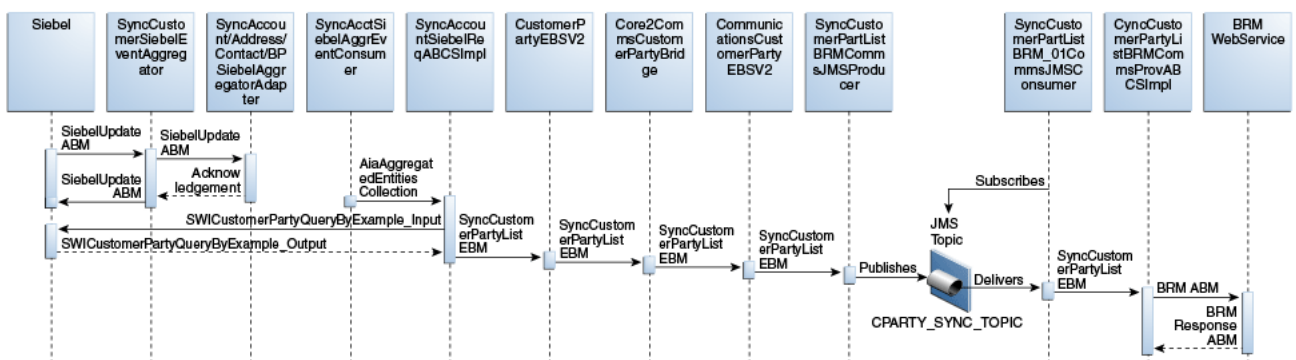 Siebel
SyncCusto
merSiebelE
ventAggreg
ator
SyncAccou
nt/Address/
Contact/BP
SiebelAggr
egatorAdap
ter
SyncAcctSi
ebelAggrEv
entConsum
er
SyncAccou
ntSiebelRe
qABCSImpl
CustomerP
artyEBSV2
Core2Com
msCustom
erPartyBrid
ge
Communic
ationsCust
omerParty
EBSV2
SyncCusto
merPartList
BRMComm
sJMSProdu
cer
SyncCusto
merPartList
BRM_01Co
mmsJMSC
onsumer
CyncCusto
merPartyLi
stBRMCom
msProvAB
CSImpl
BRM
WebService
SiebelUpdate
ABM
SiebelUpdate
ABM
SiebelUpdate
ABM
Acknow
ledgement
AiaAggregat
edEntities
Collection
SWICustomerPartyQueryByExample_Input
SWICustomerPartyQueryByExample_Output
SyncCustom
erPartyList
EBM
SyncCustom
erPartyList
EBM
SyncCustom
erPartyList
EBM
SyncCustom
erPartyList
EBM
Publishes
Subscribes
JMS
Topic
Delivers
CPARTY_SYNC_TOPIC
SyncCustom
erPartyList
EBM
BRM ABM
BRM
Response
ABM